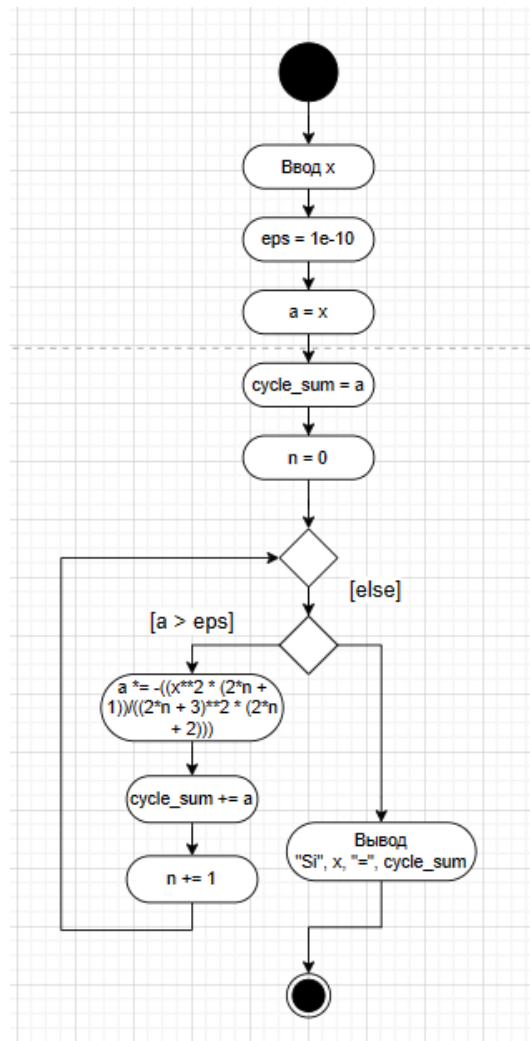 Ввод x
eps = 1e-10
a = x
cycle_sum = a
n = 0
[else]
[a > eps]
a *= -((x**2 * (2*n +
1))/((2*n + 3)**2 * (2*n
+ 2)))
cycle_sum += a
n += 1
Вывод
"Si", x, "=", cycle_sum